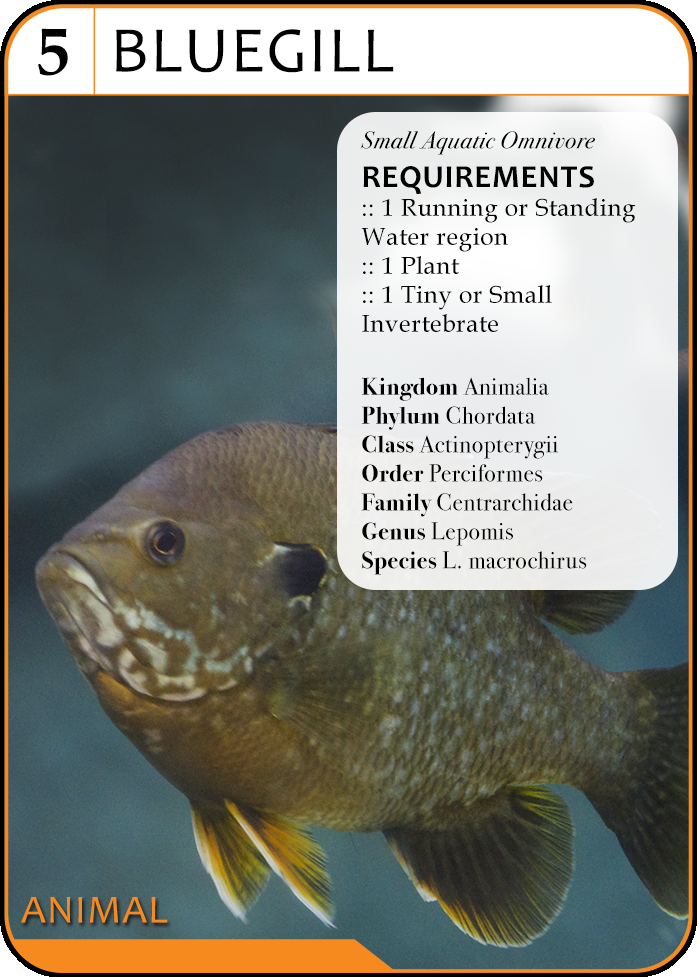 5 BLUEGILL
Small Aquatic Omnivore
REQUIREMENTS
:: 1 Running or Standing
Water region
:: 1 Plant
:: 1 Tiny or Small
Invertebrate
Kingdom Animalia
Phylum Chordata
Class Actinopterygii
Order Perciformes
Family Centrarchidae
Genus Lepomis
Species L. macrochirus
ANIMAL